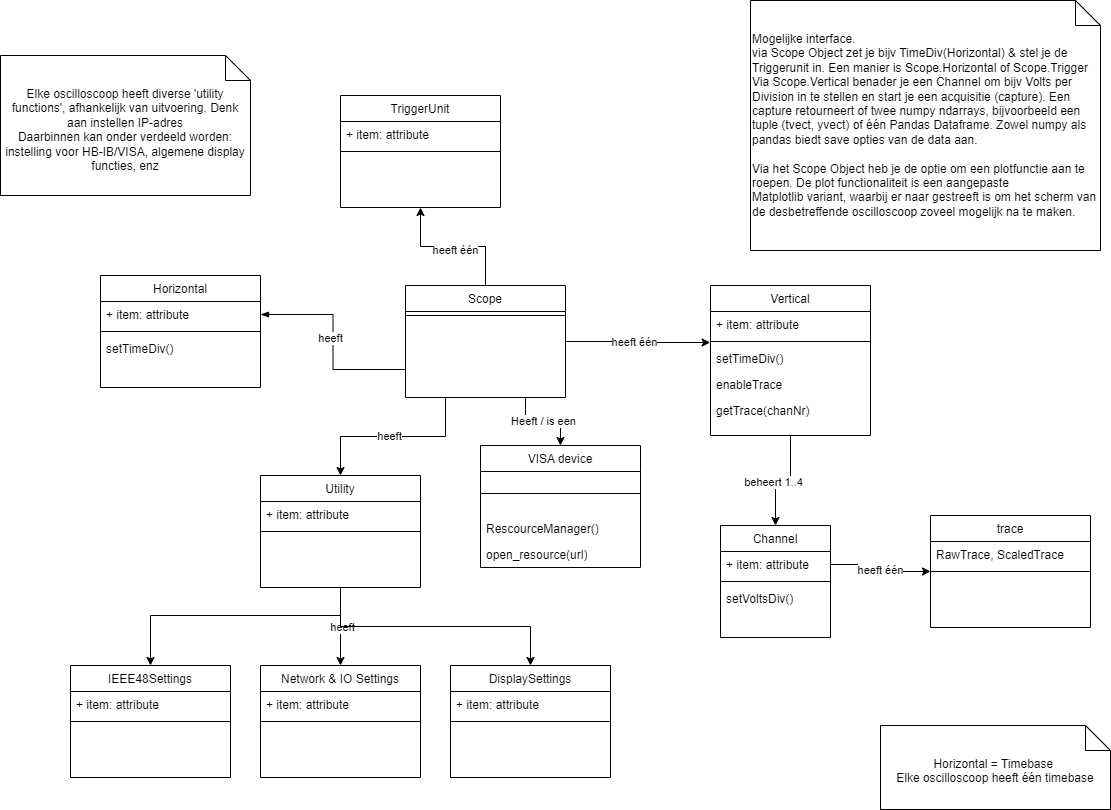 Mogelijke interface.
via Scope Object zet je bijv TimeDiv(Horizontal) & stel je de
Triggerunit in. Een manier is Scope.Horizontal of Scope.Trigger
Via Scope.Vertical benader je een Channel om bijv Volts per
Division in te stellen en start je een acquisitie (capture). Een
capture retourneert of twee numpy ndarrays, bijvoorbeeld een
tuple (tvect, yvect) of één Pandas Dataframe. Zowel numpy als
pandas biedt save opties van de data aan.
Via het Scope Object heb je de optie om een plotfunctie aan te
roepen. De plot functionaliteit is een aangepaste
Matplotlib variant, waarbij er naar gestreeft is om het scherm van
de desbetreffende oscilloscoop zoveel mogelijk na te maken.
Elke oscilloscoop heeft diverse 'utility
functions', afhankelijk van uitvoering. Denk
aan instellen IP-adres
Daarbinnen kan onder verdeeld worden:
instelling voor HB-IB/VISA, algemene display
functies, enz
TriggerUnit
+ item: attribute
heeft één
Horizontal
+ item: attribute
setTimeDiv()
heeft
Scope
heeft één
Vertical
+ item: attribute
setTimeDiv()
enableTrace
getTrace(chanNr)
heeft
Heeft / is een
VISA device
RescourceManager()
open_resource(url)
Utility
+ item: attribute
beheert 1..4
Channel
+ item: attribute
setVoltsDiv()
heeft één
trace
RawTrace, ScaledTrace
heeft
IEEE48Settings
+ item: attribute
Network & IO Settings
+ item: attribute
DisplaySettings
+ item: attribute
Horizontal = Timebase
Elke oscilloscoop heeft één timebase